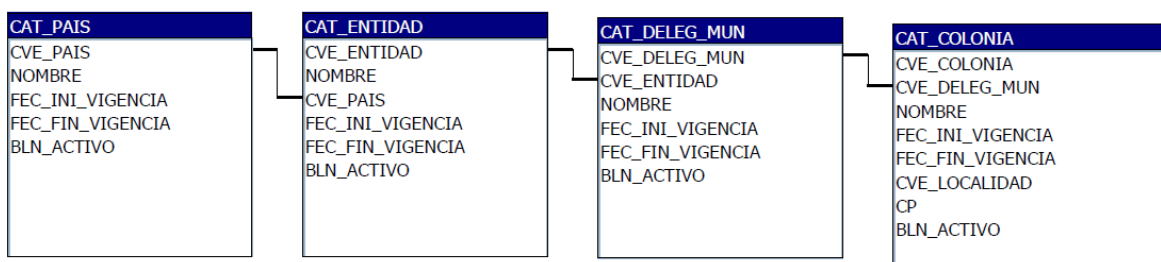 CAT_PAIS
CVE_PAIS
NOMBRE
FEC_INI_VIGENCIA
FEC_FIN_VIGENCIA
BLN_ACTIVO
CAT_ENTIDAD
CVE_ENTIDAD
NOMBRE
CVE_PAIS
FEC_INI_VIGENCIA
FEC_FIN_VIGENCIA
BLN_ACTIVO
CAT_DELEG_MUN
CVE_DELEG_MUN
CVE_ENTIDAD
NOMBRE
FEC_INI_VIGENCIA
FEC_FIN_VIGENCIA
BLN_ACTIVO
CAT_COLONIA
CVE_COLONIA
CVE_DELEG_MUN
NOMBRE
FEC_INI_VIGENCIA
FEC_FIN_VIGENCIA
CVE_LOCALIDAD
CP
BLN_ACTIVO